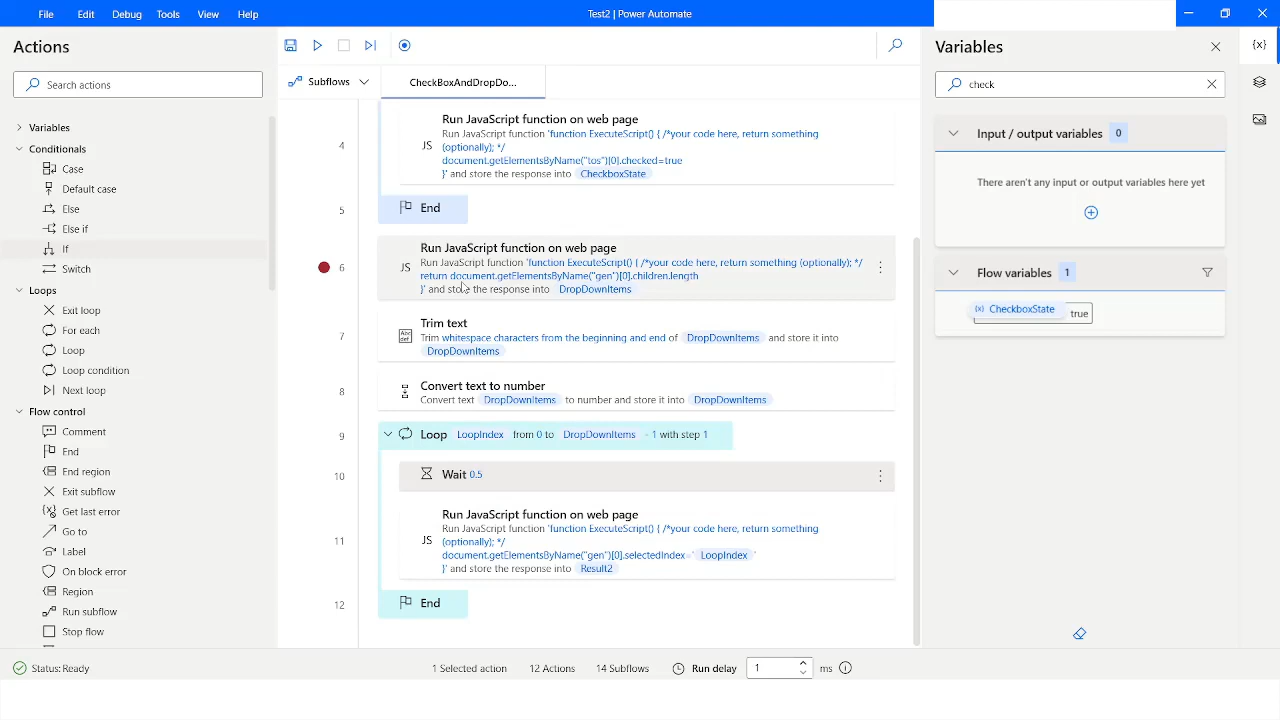 File Edit Debug Tools View Help
Test2 | Power Automate
Actions
Search actions
Variables
Conditionals
Case
Default case
Else
Else if
If
Switch
Loops
Exit loop
For each
Loop
Loop condition
Next loop
Flow control
Comment
End
End region
Exit subflow
Get last error
Go to
Label
On block error
Region
Run subflow
Stop flow
Subflows
CheckBoxAndDropDo...
4
Run JavaScript function on web page
JS
Run JavaScript function 'function ExecuteScript() { /*your code here, return something
(optionally); */
document.getElementsByName("tos")[0].checked=true
}' and store the response into CheckboxState
5
End
6
Run JavaScript function on web page
JS
Run JavaScript function 'function ExecuteScript() { /*your code here, return something (optionally); */
return document.getElementsByName("gen")[0].children.length
}' and store the response into DropDownItems
7
Trim text
Trim whitespace characters from the beginning and end of DropDownItems and store it into
DropDownItems
8
Convert text to number
Convert text DropDownItems to number and store it into DropDownItems
9
Loop LoopIndex from 0 to DropDownItems - 1 with step 1
10
Wait 0.5
11
Run JavaScript function on web page
JS
Run JavaScript function 'function ExecuteScript() { /*your code here, return something
(optionally); */
document.getElementsByName("gen")[0].selectedIndex=' LoopIndex '
}' and store the response into Result2
12
End
Variables
{x}
check
Input / output variables 0
There aren't any input or output variables here yet
Flow variables 1
(x) CheckboxState true
Status: Ready
1 Selected action
12 Actions
14 Subflows
Run delay 1 ms